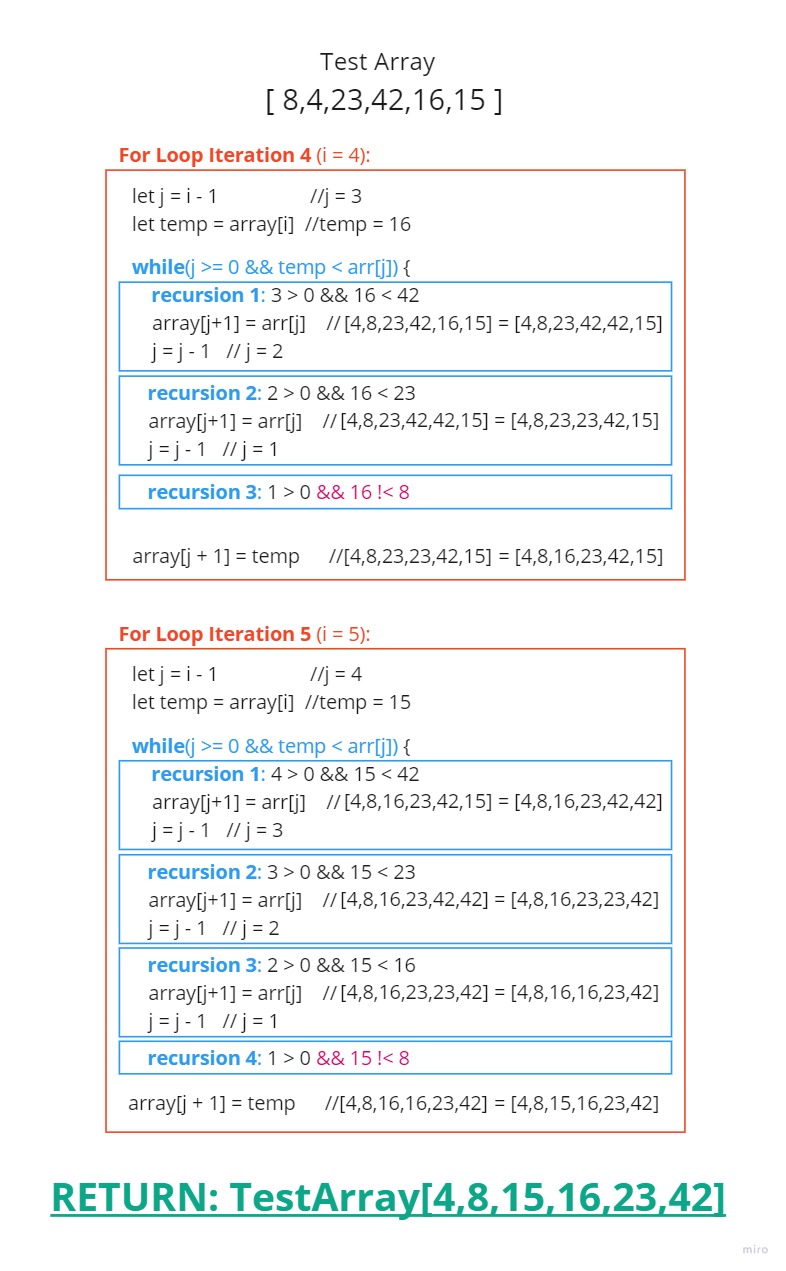 Test Array
[ 8,4,23,42,16,15 ]
For Loop Iteration 4 (i = 4):
let j = i - 1 //j = 3
let temp = array[i] //temp = 16
while(j >= 0 && temp < arr[j]) {
recursion 1: 3 > 0 && 16 < 42
array[j+1] = arr[j] // [4,8,23,42,16,15] = [4,8,23,42,42,15]
j = j - 1 // j = 2
recursion 2: 2 > 0 && 16 < 23
array[j+1] = arr[j] // [4,8,23,42,42,15] = [4,8,23,23,42,15]
j = j - 1 // j = 1
recursion 3: 1 > 0 && 16 !< 8
array[j + 1] = temp //[4,8,23,23,42,15] = [4,8,16,23,42,15]
For Loop Iteration 5 (i = 5):
let j = i - 1 //j = 4
let temp = array[i] //temp = 15
while(j >= 0 && temp < arr[j]) {
recursion 1: 4 > 0 && 15 < 42
array[j+1] = arr[j] // [4,8,16,23,42,15] = [4,8,16,23,42,42]
j = j - 1 // j = 3
recursion 2: 3 > 0 && 15 < 23
array[j+1] = arr[j] // [4,8,16,23,42,42] = [4,8,16,23,23,42]
j = j - 1 // j = 2
recursion 3: 2 > 0 && 15 < 16
array[j+1] = arr[j] // [4,8,16,23,23,42] = [4,8,16,16,23,42]
j = j - 1 // j = 1
recursion 4: 1 > 0 && 15 !< 8
array[j + 1] = temp //[4,8,16,16,23,42] = [4,8,15,16,23,42]
RETURN: TestArray[4,8,15,16,23,42]
miro